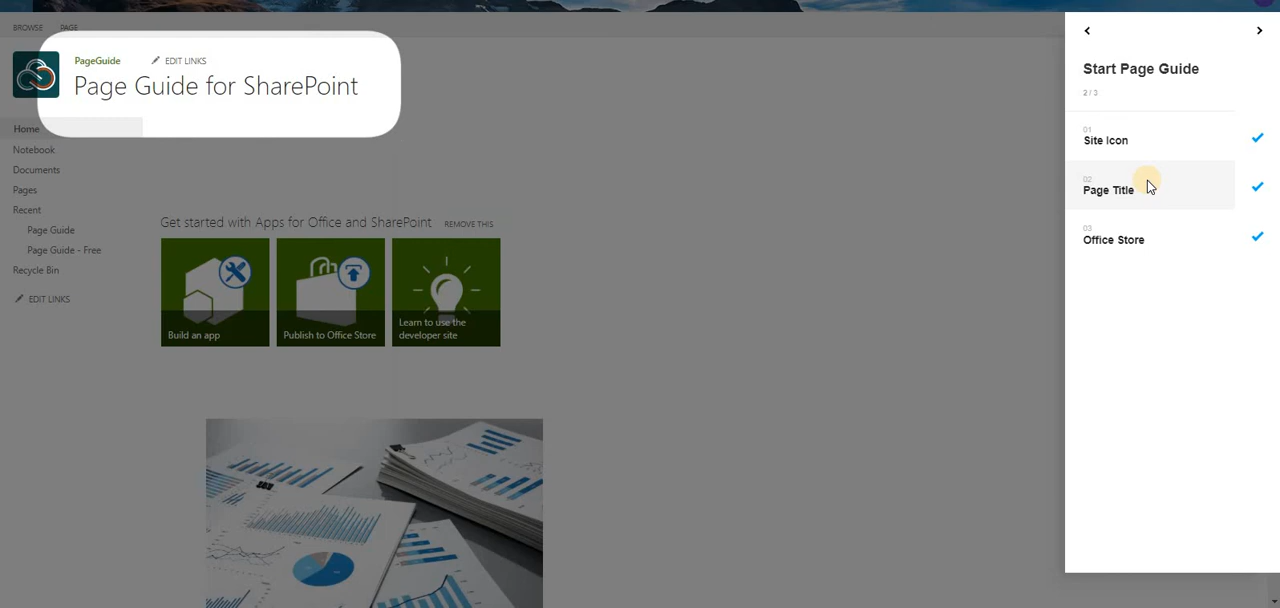 BROWSE PAGE
PageGuide EDIT LINKS
Page Guide for SharePoint
Home
Notebook
Documents
Pages
Recent
Page Guide
Page Guide - Free
Recycle Bin
EDIT LINKS
Get started with Apps for Office and SharePoint REMOVE THIS
Build an app
Publish to Office Store
Learn to use the
developer site
Start Page Guide
2 / 3
01
Site Icon
02
Page Title
03
Office Store